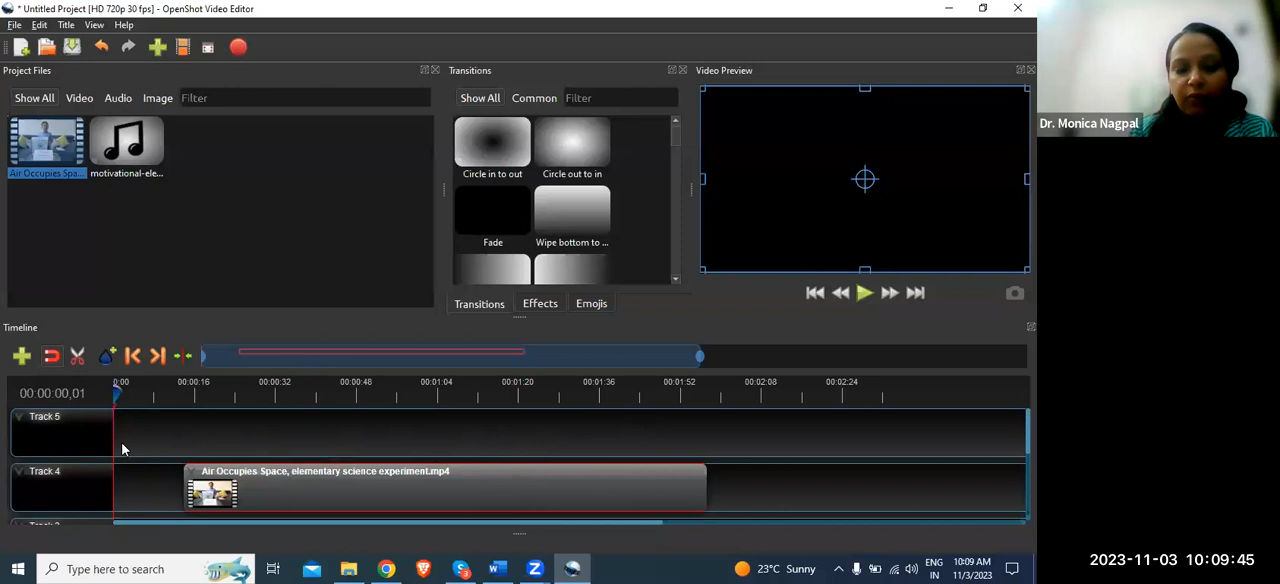 * Untitled Project [HD 720p 30 fps] - OpenShot Video Editor
File Edit Title View Help
Project Files
Transitions
Video Preview
Show All Video Audio Image Filter
Show All Common Filter
Dr. Monica Nagpal
Air Occupies Spa...
motivational-ele...
Circle in to out
Circle out to in
Fade
Wipe bottom to ...
Transitions Effects Emojis
Timeline
00:00:00,01
0:00 00:00:16 00:00:32 00:00:48 00:01:04 00:01:20 00:01:36 00:01:52 00:02:08 00:02:24
Track 5
Track 4
Air Occupies Space, elementary science experiment.mp4
Type here to search
23°C Sunny
ENG
IN
10:09 AM
11/3/2023
2023-11-03 10:09:45